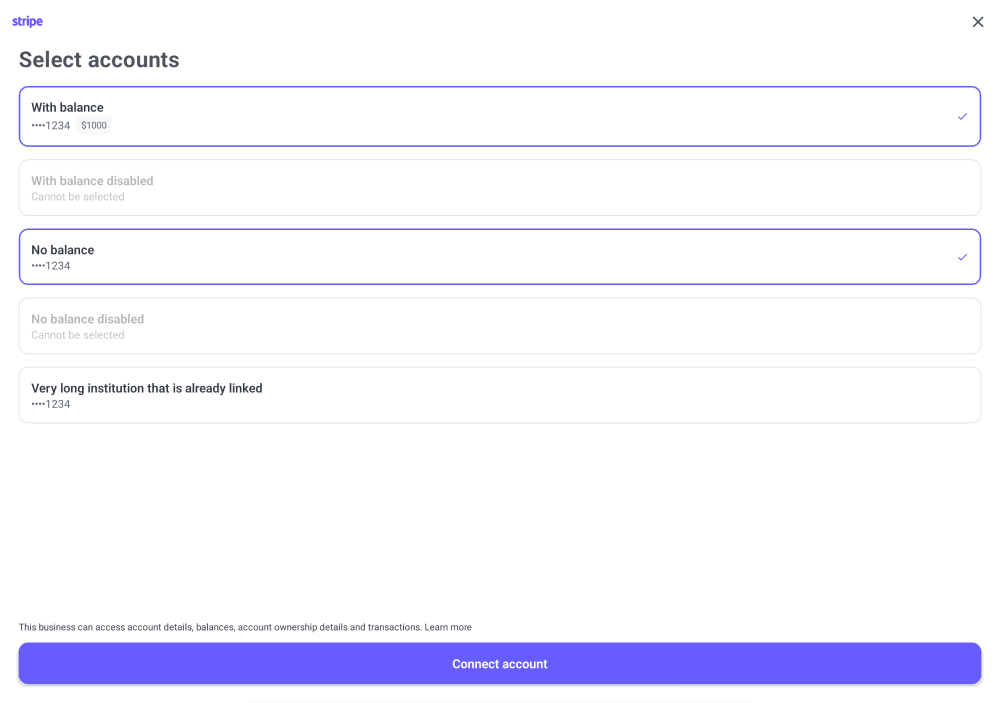 stripe
Select accounts
With balance
••••1234 $1000
With balance disabled
Cannot be selected
No balance
••••1234
No balance disabled
Cannot be selected
Very long institution that is already linked
••••1234
This business can access account details, balances, account ownership details and transactions. Learn more
Connect account